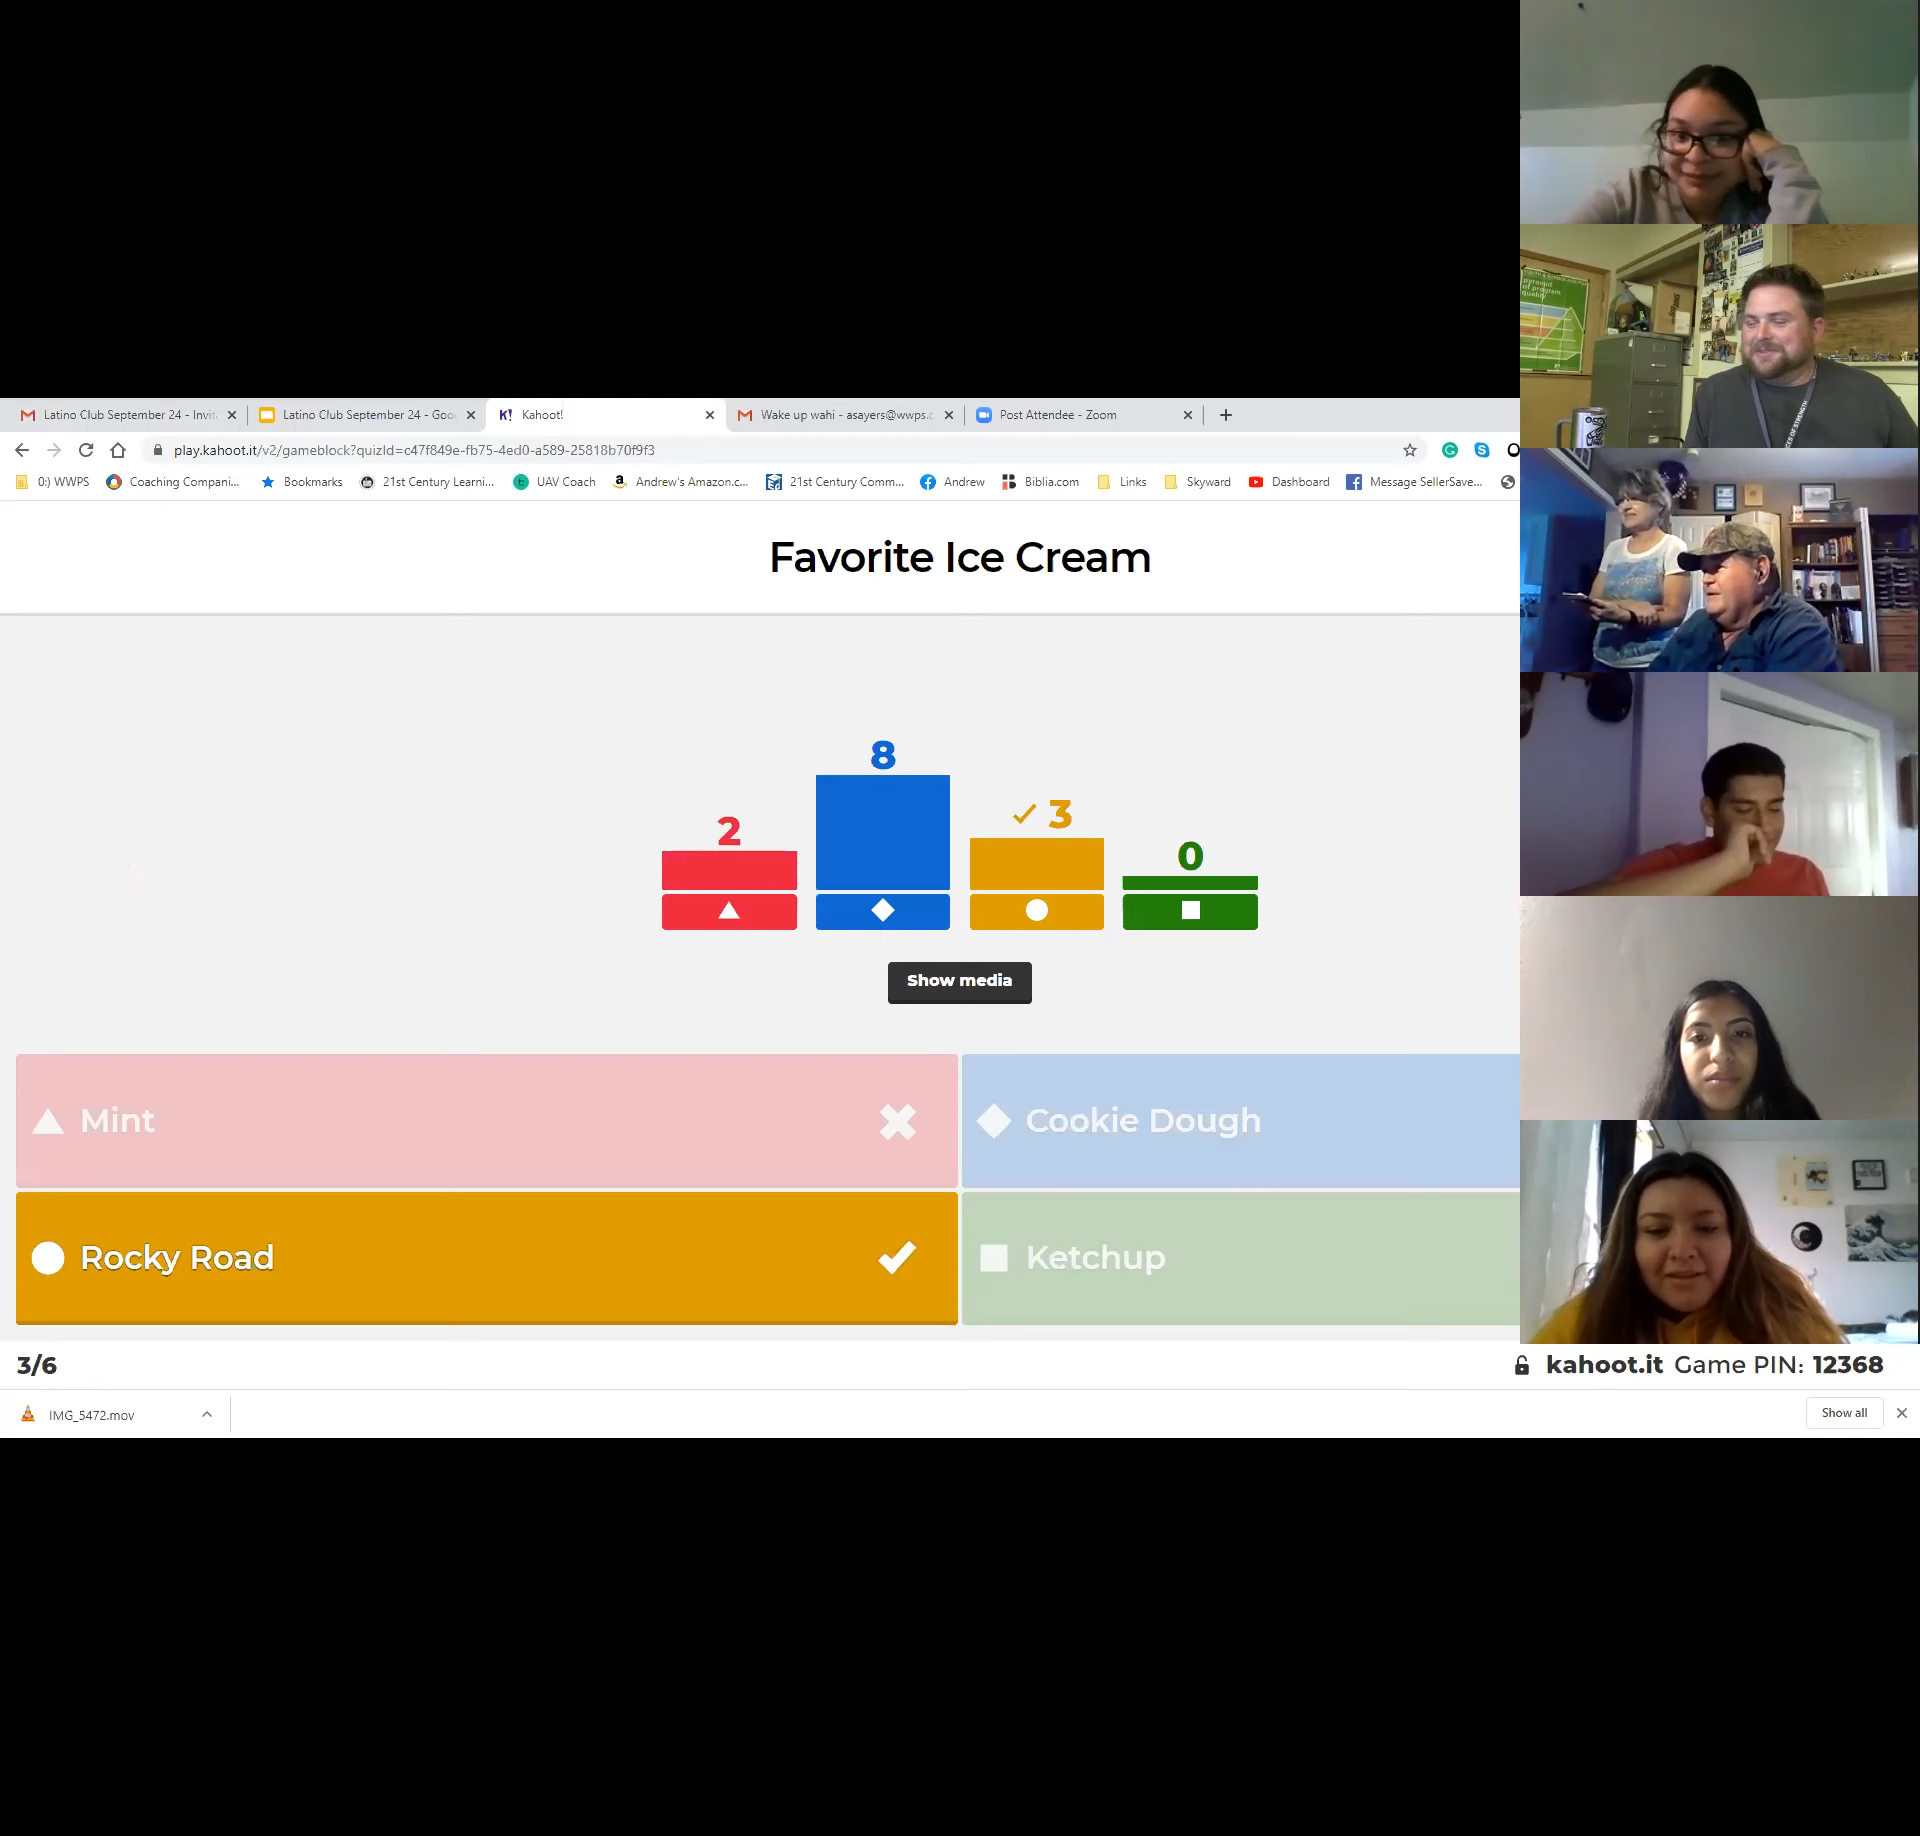 Latino Club September 24 - Invit
Latino Club September 24 - Goo
Kahoot!
Wake up wahi - asayers@wwps.c
Post Attendee - Zoom
play.kahoot.it/v2/gameblock?quizId=c47f849e-fb75-4ed0-a589-25818b70f9f3
0:) WWPS
Coaching Compani...
Bookmarks
21st Century Learni...
UAV Coach
Andrew's Amazon.c...
21st Century Comm...
Andrew
Biblia.com
Links
Skyward
Dashboard
Message SellerSave...
pyramid
of program
quality
Favorite Ice Cream
2
8
3
0
Show media
Mint
Cookie Dough
Rocky Road
Ketchup
3/6
kahoot.it Game PIN: 12368
IMG_5472.mov
Show all